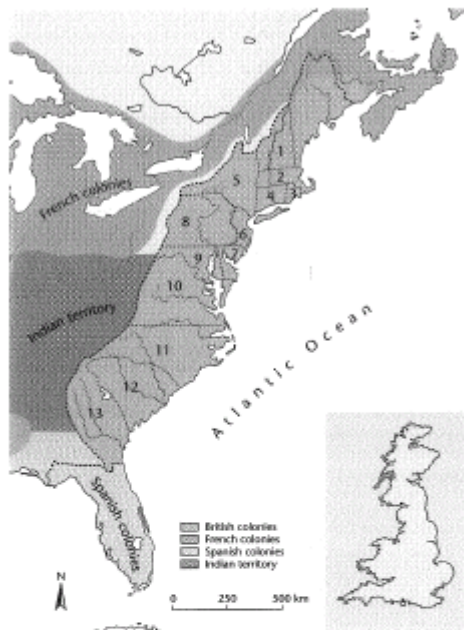 1
2
3
4
5
French colonies
6
7
8
9
10
Indian territory
11
12
13
Atlantic Ocean
Spanish colonies
British colonies
French colonies
Spanish colonies
Indian territory
N
0 250 500 km